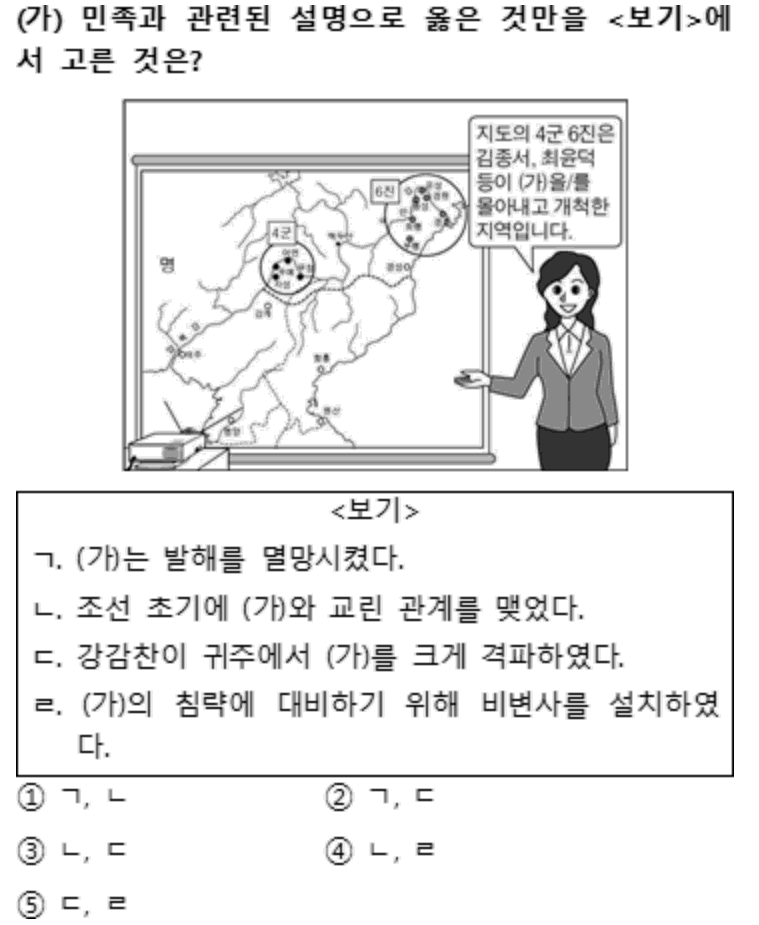 (가) 민족과 관련된 설명으로 옳은 것만을 <보기>에
서 고른 것은?
지도의 4군 6진은
김종서, 최윤덕
등이 (가)을/를
몰아내고 개척한
지역입니다.
6진
4군
명
<보기>
ㄱ. (가)는 발해를 멸망시켰다.
ㄴ. 조선 초기에 (가)와 교린 관계를 맺었다.
ㄷ. 강감찬이 귀주에서 (가)를 크게 격파하였다.
ㄹ. (가)의 침략에 대비하기 위해 비변사를 설치하였
다.
① ㄱ, ㄴ
② ㄱ, ㄷ
③ ㄴ, ㄷ
④ ㄴ, ㄹ
⑤ ㄷ, ㄹ